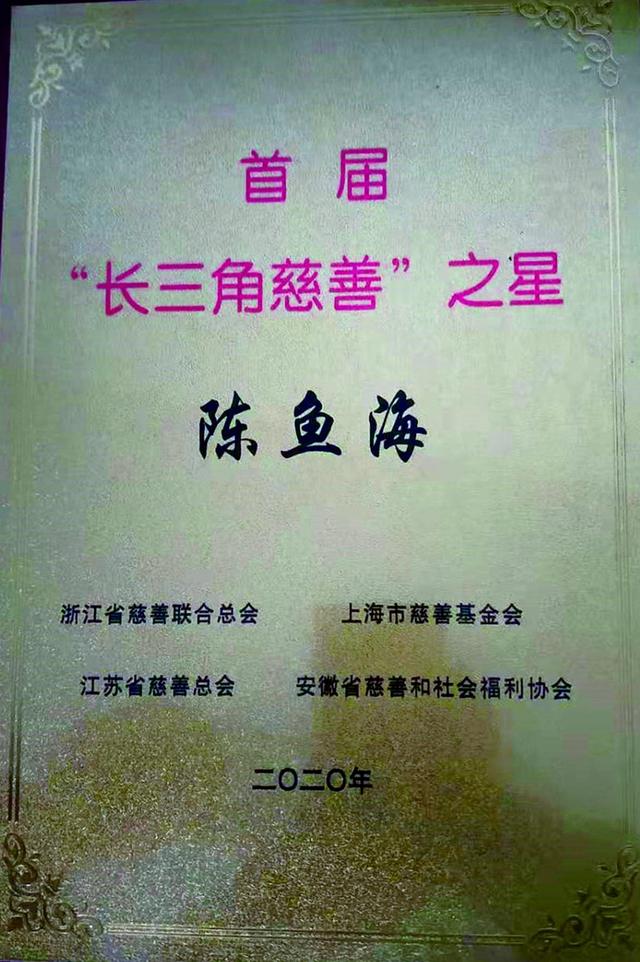 首届
“长三角慈善”之星
陈鱼海
浙江省慈善联合总会 上海市慈善基金会
江苏省慈善总会 安徽省慈善和社会福利协会
二〇二〇年